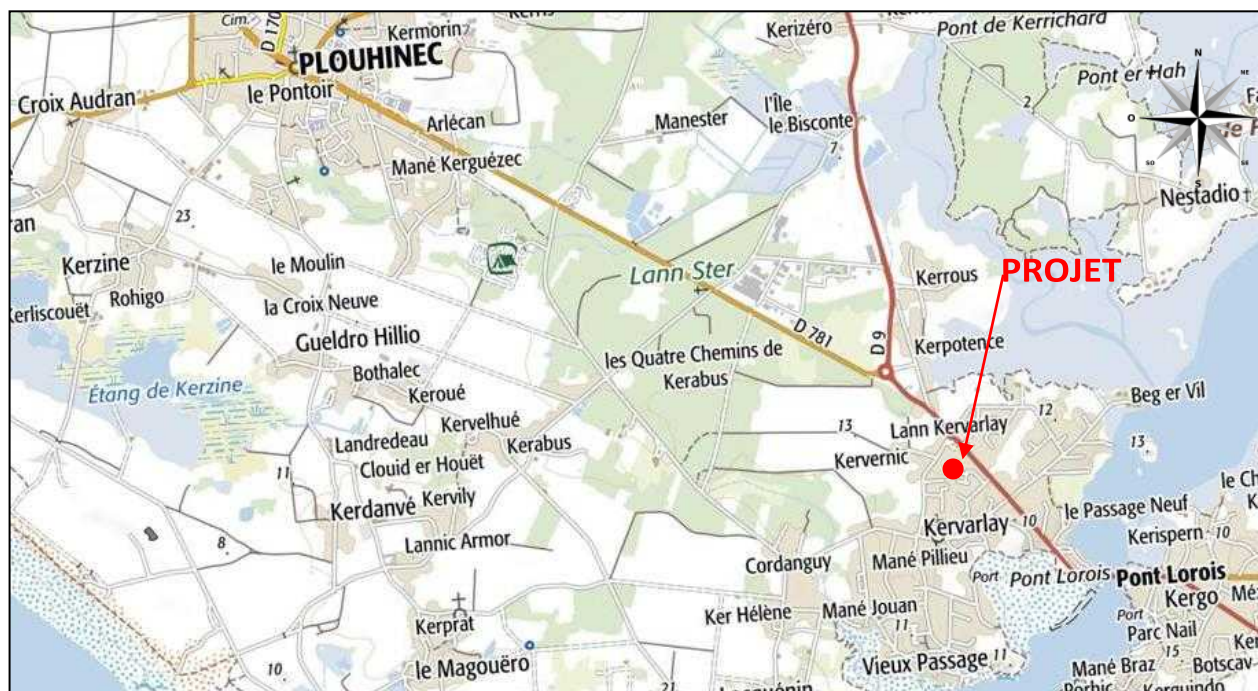 Cim.
D 170
Kermorin
PLOUHINEC
le Pontoir
Croix Audran
Arlécan
Mané Kerguézec
Manester
Kerizéro
Pont de Kerrichard
l'Île
le Bisconte
7
2
Pont er Hah
N
NE
O
SO
SE
S
Nestadio
23
Kerzine
Rohigo
le Moulin
la Croix Neuve
Gueldro Hillio
Bothalec
Keroué
Étang de Kerzine
Lann Ster
PROJET
Kerrous
D 781
D 9
Kerpotence
les Quatre Chemins de
Kerabus
Beg er Vil
12
13
13
Lann Kervarlay
Kervernic
Landredeau
Kervelhué
Kerabus
Clouid er Houët
11
Kerdanvé
Kervily
Lannic Armor
8
Kervarlay
10
le Passage Neuf
Kerispern
10
Cordanguy
Mané Pillieu
Port
Pont Lorois
Pont Lorois
Kergo
Ker Hélène
Mané Jouan
11
Port
Parc Nail
15
Kerprat
le Magouëro
10
21
Vieux Passage
11
Mané Braz
Botscav
Kerguindo